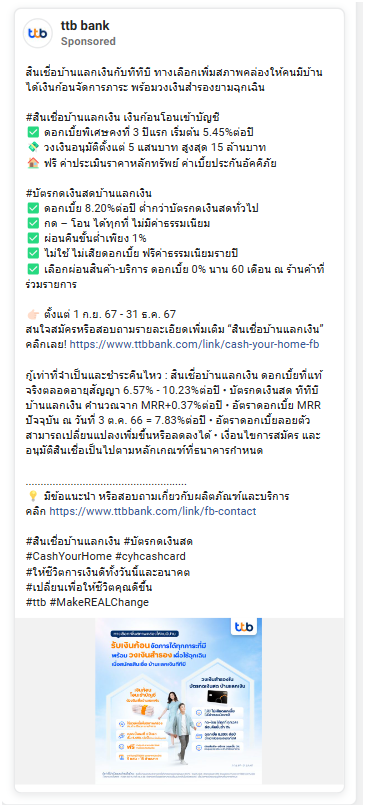 ttb
ttb bank
Sponsored
สินเชื่อบ้านแลกเงินกับทีทีบี ทางเลือกเพิ่มสภาพคล่องให้คนมีบ้าน
ได้เงินก้อนจัดการภาระ พร้อมวงเงินสำรองยามฉุกเฉิน
#สินเชื่อบ้านแลกเงิน เงินก้อนโอนเข้าบัญชี
✅ ดอกเบี้ยพิเศษคงที่ 3 ปีแรก เริ่มต้น 5.45%ต่อปี
💸 วงเงินอนุมัติตั้งแต่ 5 แสนบาท สูงสุด 15 ล้านบาท
🏠 ฟรี ค่าประเมินราคาหลักทรัพย์ ค่าเบี้ยประกันอัคคีภัย
#บัตรกดเงินสดบ้านแลกเงิน
✅ ดอกเบี้ย 8.20%ต่อปี ต่ำกว่าบัตรกดเงินสดทั่วไป
✅ กด – โอน ได้ทุกที่ ไม่มีค่าธรรมเนียม
✅ ผ่อนคืนขั้นต่ำเพียง 1%
✅ ไม่ใช้ ไม่เสียดอกเบี้ย ฟรีค่าธรรมเนียมรายปี
✅ เลือกผ่อนสินค้า-บริการ ดอกเบี้ย 0% นาน 60 เดือน ณ ร้านค้าที่
ร่วมรายการ
👉🏻 ตั้งแต่ 1 ก.ย. 67 - 31 ธ.ค. 67
สนใจสมัครหรือสอบถามรายละเอียดเพิ่มเติม “สินเชื่อบ้านแลกเงิน”
คลิกเลย! https://www.ttbbank.com/link/cash-your-home-fb
กู้เท่าที่จำเป็นและชำระคืนไหว : สินเชื่อบ้านแลกเงิน ดอกเบี้ยที่แท้
จริงตลอดอายุสัญญา 6.57% - 10.23%ต่อปี • บัตรกดเงินสด ทีทีบี
บ้านแลกเงิน คำนวณจาก MRR+0.37%ต่อปี • อัตราดอกเบี้ย MRR
ปัจจุบัน ณ วันที่ 3 ต.ค. 66 = 7.83%ต่อปี • อัตราดอกเบี้ยลอยตัว
สามารถเปลี่ยนแปลงเพิ่มขึ้นหรือลดลงได้ • เงื่อนไขการสมัคร และ
อนุมัติสินเชื่อเป็นไปตามหลักเกณฑ์ที่ธนาคารกำหนด
......................................................
💡 มีข้อแนะนำ หรือสอบถามเกี่ยวกับผลิตภัณฑ์และบริการ
คลิก https://www.ttbbank.com/link/fb-contact
#สินเชื่อบ้านแลกเงิน #บัตรกดเงินสด
#CashYourHome #cyhcashcard
#ให้ชีวิตการเงินดีทั้งวันนี้และอนาคต
#เปลี่ยนเพื่อให้ชีวิตคุณดีขึ้น
#ttb #MakeREALChange
ttb
รับเงินก้อน จัดการได้ทุกภาระที่มี
พร้อม วงเงินสำรอง เผื่อใช้ฉุกเฉิน